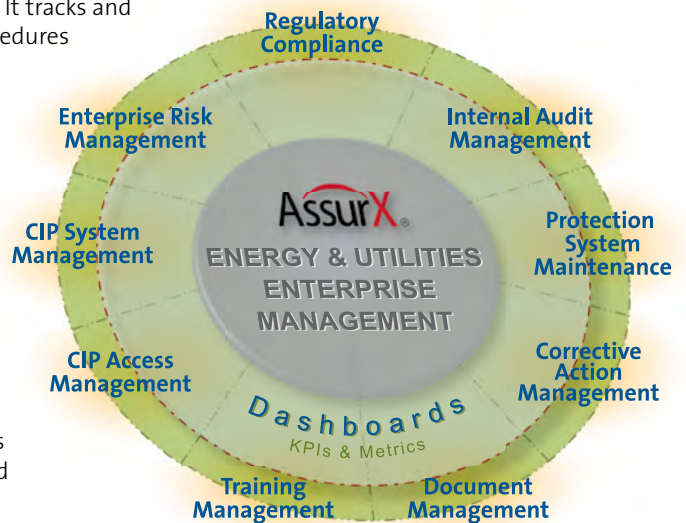 It tracks and
edures
Regulatory
Compliance
Enterprise Risk
Management
Internal Audit
Management
CIP System
Management
Protection
System
Maintenance
AssurX®
ENERGY & UTILITIES
ENTERPRISE
MANAGEMENT
CIP Access
Management
Corrective
Action
Management
Dashboards
KPIs & Metrics
s
d
Training
Management
Document
Management